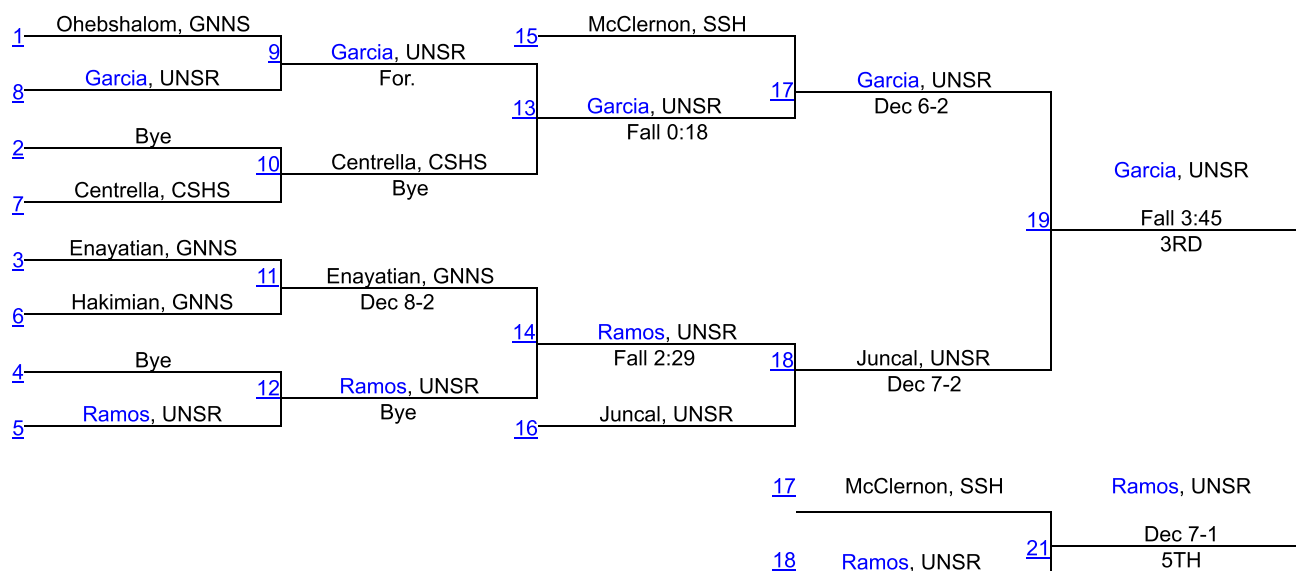 Ohebshalom, GNNS
1
9
Garcia, UNSR
For.
8
Garcia, UNSR
Bye
2
10
Centrella, CSHS
Bye
7
Centrella, CSHS
13
Garcia, UNSR
Fall 0:18
15
McClernon, SSH
17
Garcia, UNSR
Dec 6-2
Enayatian, GNNS
3
11
Enayatian, GNNS
Dec 8-2
6
Hakimian, GNNS
Bye
4
12
Ramos, UNSR
Bye
5
Ramos, UNSR
14
Ramos, UNSR
Fall 2:29
16
Juncal, UNSR
18
Juncal, UNSR
Dec 7-2
19
Garcia, UNSR
Fall 3:45
3RD
17
McClernon, SSH
18
Ramos, UNSR
21
Ramos, UNSR
Dec 7-1
5TH